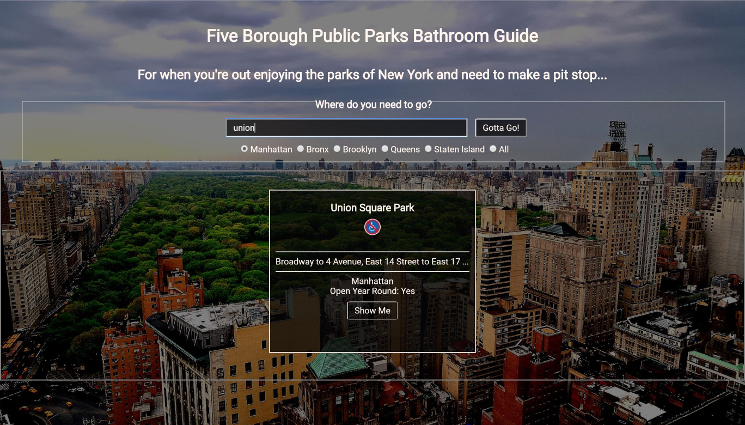 Five Borough Public Parks Bathroom Guide
For when you're out enjoying the parks of New York and need to make a pit stop...
Where do you need to go?
union
Gotta Go!
Manhattan Bronx Brooklyn Queens Staten Island All
Union Square Park
Broadway to 4 Avenue, East 14 Street to East 17 ...
Manhattan
Open Year Round: Yes
Show Me